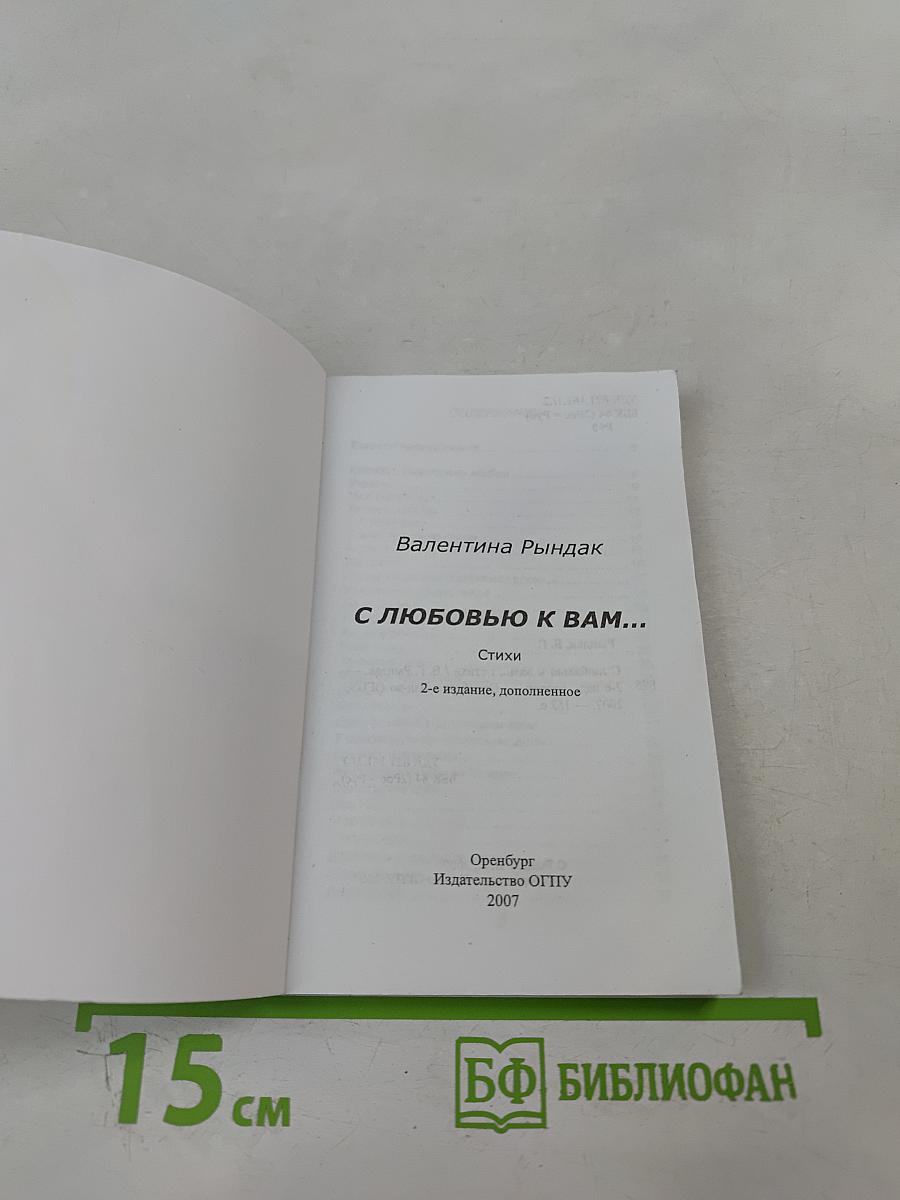 Валентина Рындак
С ЛЮБОВЬЮ К ВАМ...
Стихи
2-е издание, дополненное
Оренбург
Издательство ОГПУ
2007
15 см
БФ БИБЛИОФАН